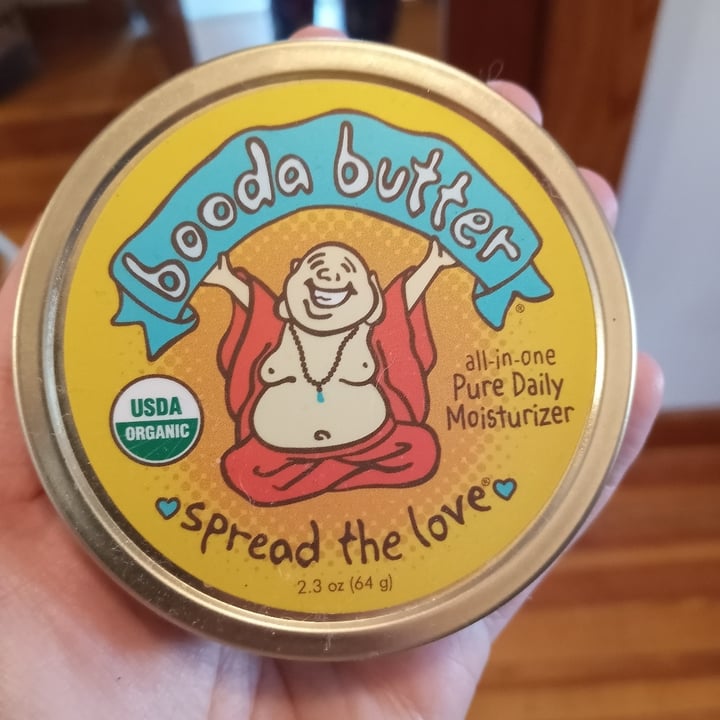 booda butter
®
all-in-one
Pure Daily
Moisturizer
USDA
ORGANIC
spread the love®
2.3 oz (64 g)